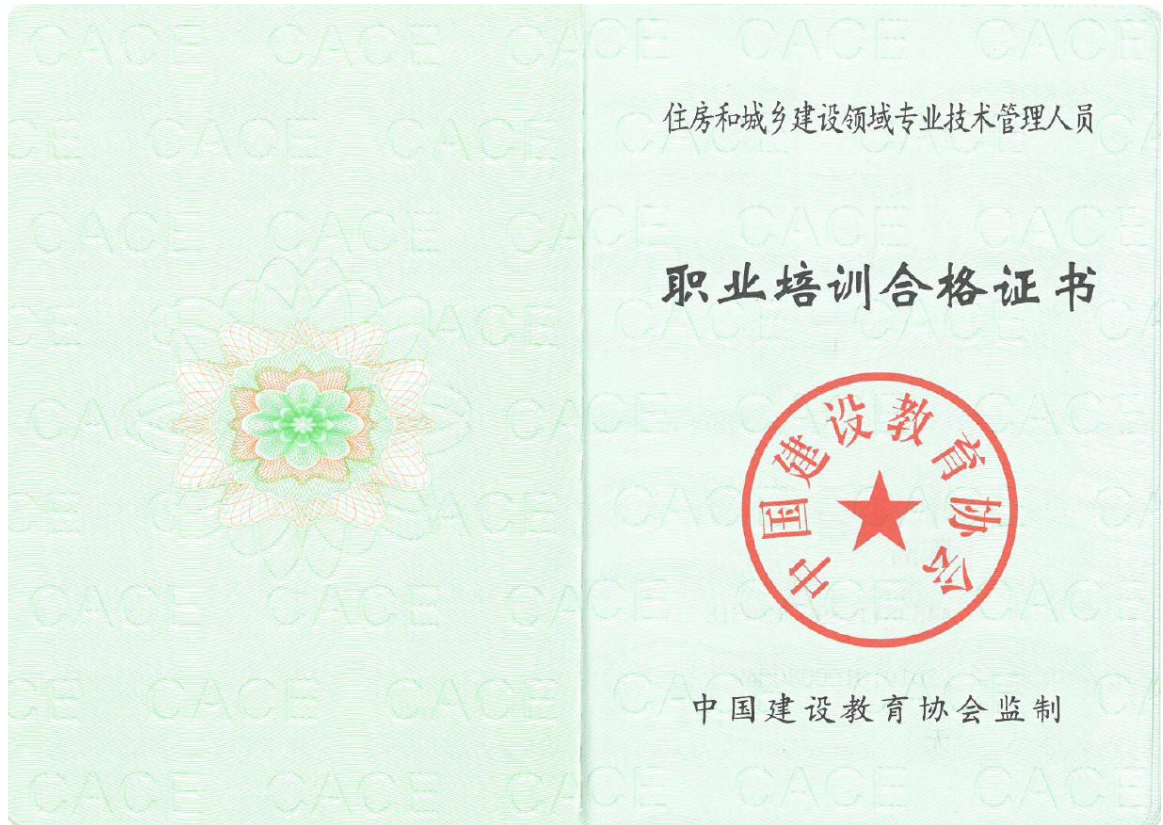 住房和城乡建设领域专业技术管理人员
职业培训合格证书
中国建设教育协会
中国建设教育协会监制
CACE